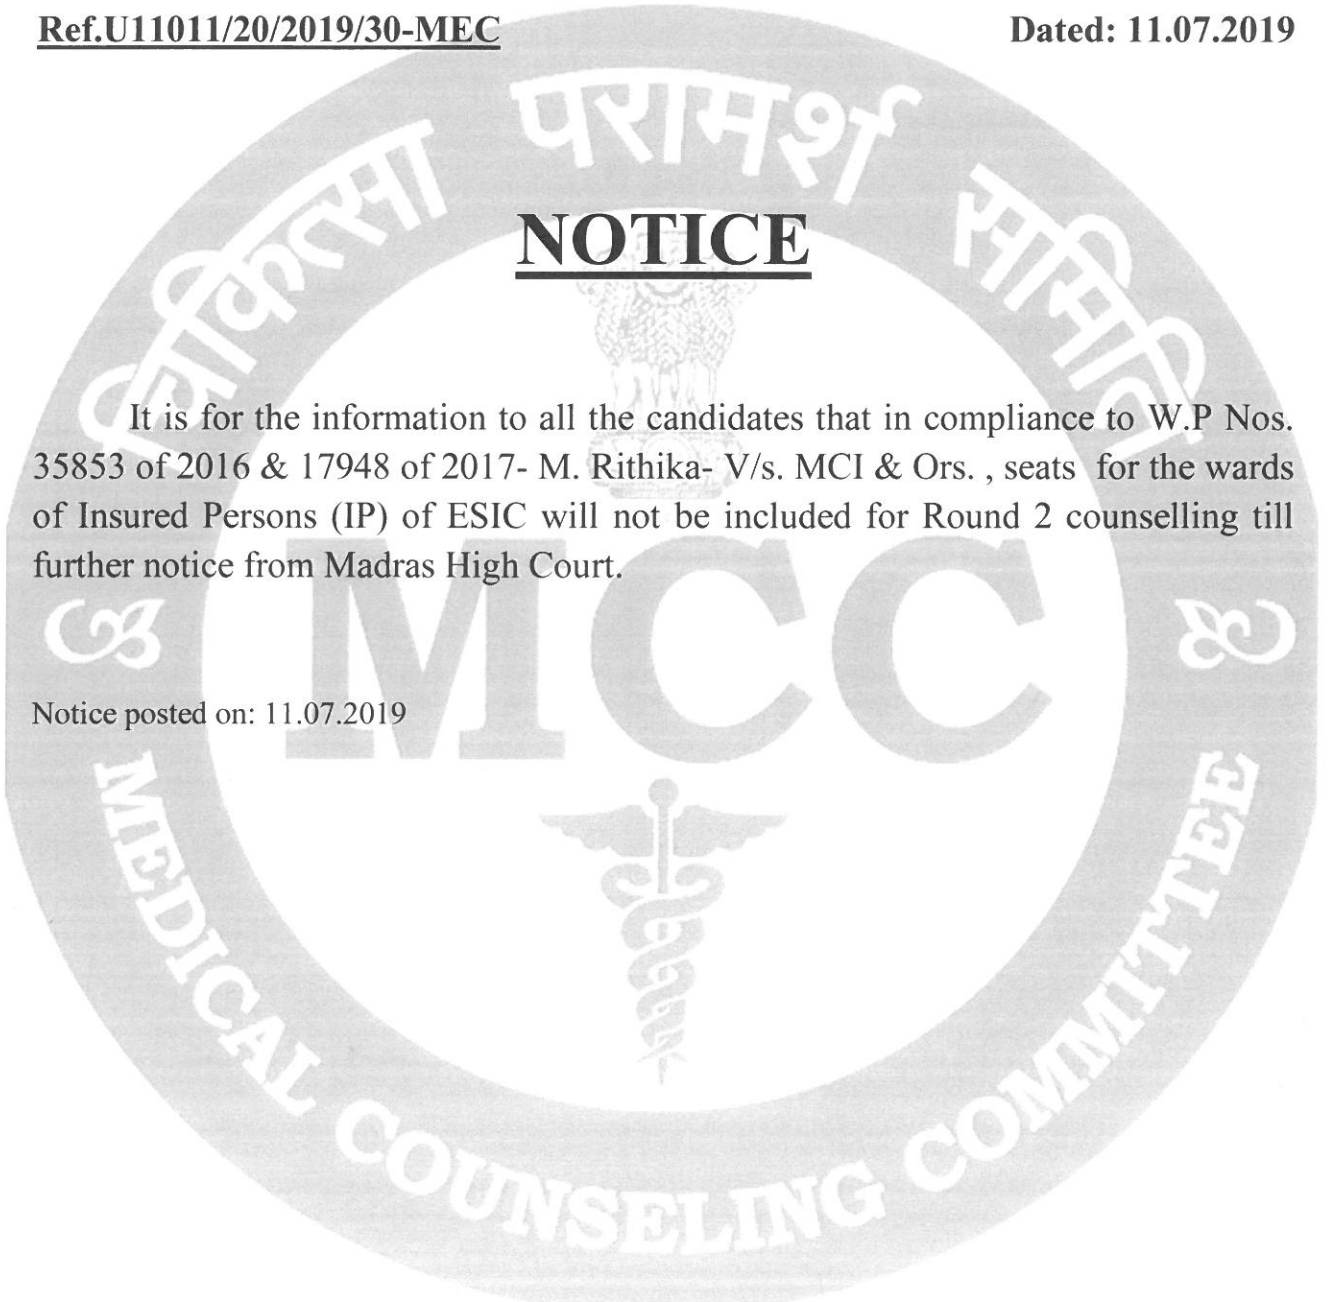 Ref.U11011/20/2019/30-MEC Dated: 11.07.2019
चिकित्सा परामर्श समिति
NOTICE
It is for the information to all the candidates that in compliance to W.P Nos.
35853 of 2016 & 17948 of 2017- M. Rithika- V/s. MCI & Ors. , seats for the wards
of Insured Persons (IP) of ESIC will not be included for Round 2 counselling till
further notice from Madras High Court.
MCC
Notice posted on: 11.07.2019
MEDICAL COUNSELING COMMITTEE